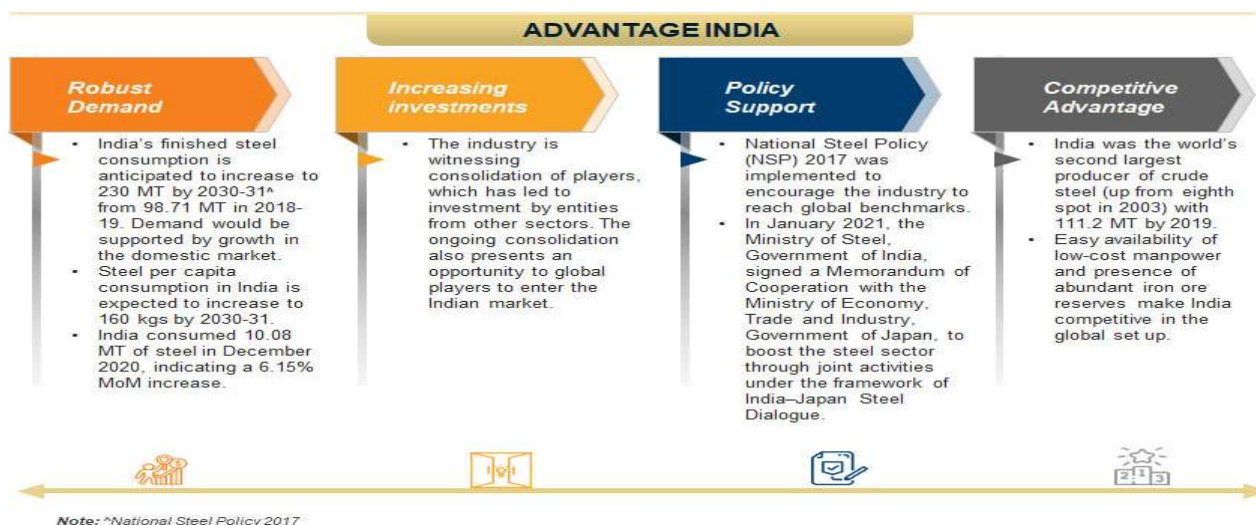 ADVANTAGE INDIA
Robust
Demand
• India's finished steel
consumption is
anticipated to increase to
230 MT by 2030-31^
from 98.71 MT in 2018-
19. Demand would be
supported by growth in
the domestic market.
• Steel per capita
consumption in India is
expected to increase to
160 kgs by 2030-31.
• India consumed 10.08
MT of steel in December
2020, indicating a 6.15%
MoM increase.
Increasing
investments
• The industry is
witnessing
consolidation of players,
which has led to
investment by entities
from other sectors. The
ongoing consolidation
also presents an
opportunity to global
players to enter the
Indian market.
Policy
Support
• National Steel Policy
(NSP) 2017 was
implemented to
encourage the industry to
reach global benchmarks.
• In January 2021, the
Ministry of Steel,
Government of India,
signed a Memorandum of
Cooperation with the
Ministry of Economy,
Trade and Industry,
Government of Japan, to
boost the steel sector
through joint activities
under the framework of
India–Japan Steel
Dialogue.
Competitive
Advantage
• India was the world's
second largest
producer of crude
steel (up from eighth
spot in 2003) with
111.2 MT by 2019.
• Easy availability of
low-cost manpower
and presence of
abundant iron ore
reserves make India
competitive in the
global set up.
2 1 3
Note: ^National Steel Policy 2017